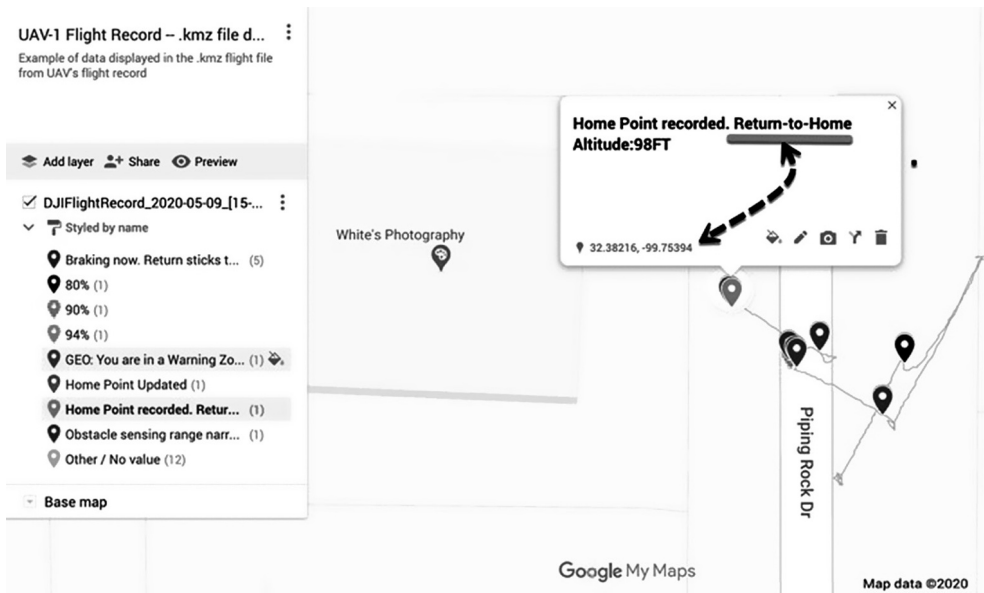 UAV-1 Flight Record -- .kmz file d...
Example of data displayed in the .kmz flight file
from UAV's flight record
Add layer Share Preview
DJIFlightRecord_2020-05-09_[15-...
Styled by name
Braking now. Return sticks t... (5)
80% (1)
90% (1)
94% (1)
GEO: You are in a Warning Zo... (1)
Home Point Updated (1)
Home Point recorded. Retur... (1)
Obstacle sensing range narr... (1)
Other / No value (12)
Base map
White's Photography
Home Point recorded. Return-to-Home
Altitude:98FT
32.38216, -99.75394
Piping Rock Dr
Google My Maps
Map data ©2020